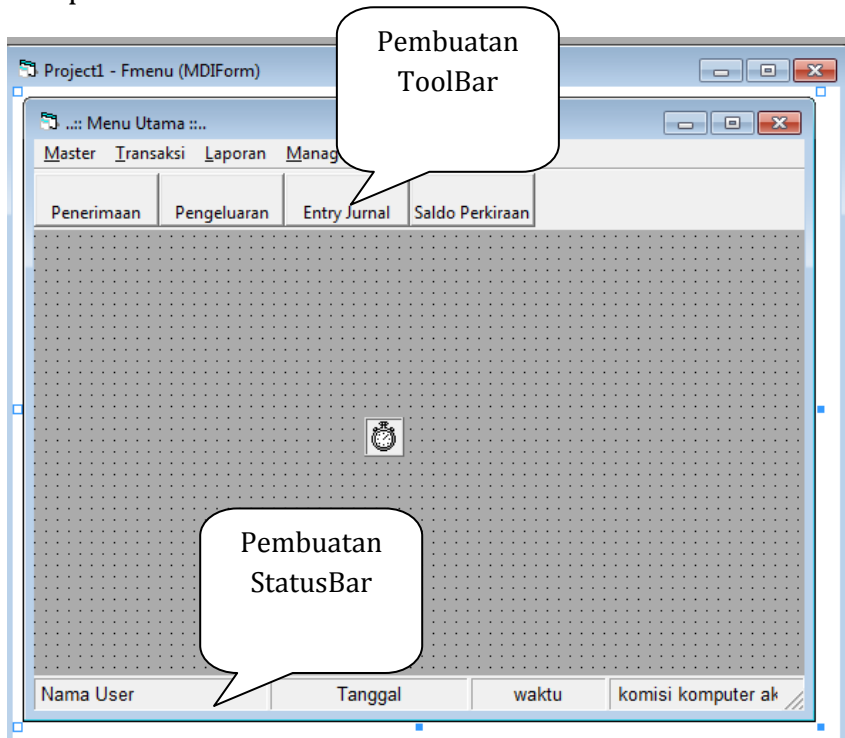 Pembuatan
ToolBar
Project1 - Fmenu (MDIForm)
..:: Menu Utama ::..
Master Transaksi Laporan Manag
Penerimaan Pengeluaran Entry Jurnal Saldo Perkiraan
Pembuatan
StatusBar
Nama User Tanggal waktu komisi komputer ak